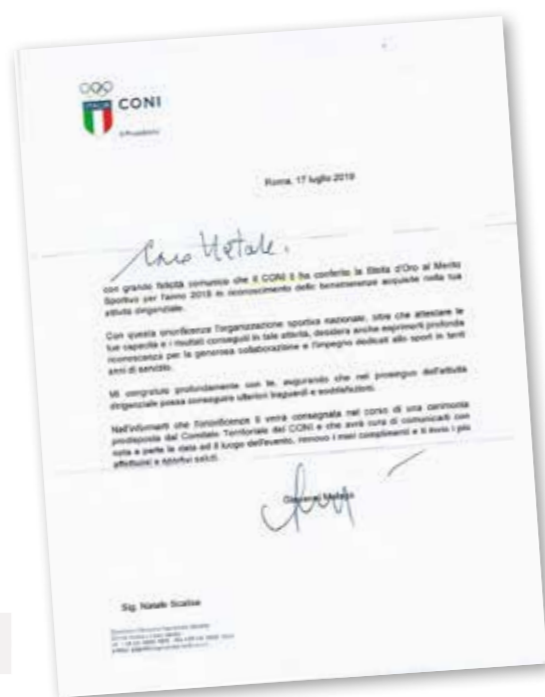 ITALIA
CONI
Il Presidente
Roma, 17 luglio 2019
Caro Natale,
con grande felicità comunico che il CONI ti ha conferito la Stella d'Oro al Merito
Sportivo per l'anno 2018 in riconoscimento delle benemerenze acquisite nella tua
attività dirigenziale.
Con questa onorificenza l'organizzazione sportiva nazionale, oltre che attestare le
tue capacità e i risultati conseguiti in tale attività, desidera anche esprimerti profonda
riconoscenza per la generosa collaborazione e l'impegno dedicati allo sport in tanti
anni di servizio.
Mi congratulo profondamente con te, augurando che nel prosieguo dell'attività
dirigenziale possa conseguire ulteriori traguardi e soddisfazioni.
Nell'informarti che l'onorificenza ti verrà consegnata nel corso di una cerimonia
predisposta dal Comitato Territoriale del CONI e che avrà cura di comunicarti con
nota a parte la data ed il luogo dell'evento, rinnovo i miei complimenti e ti invio i più
affettuosi e sportivi saluti.
Giovanni Malagò
Sig. Natale Scalise